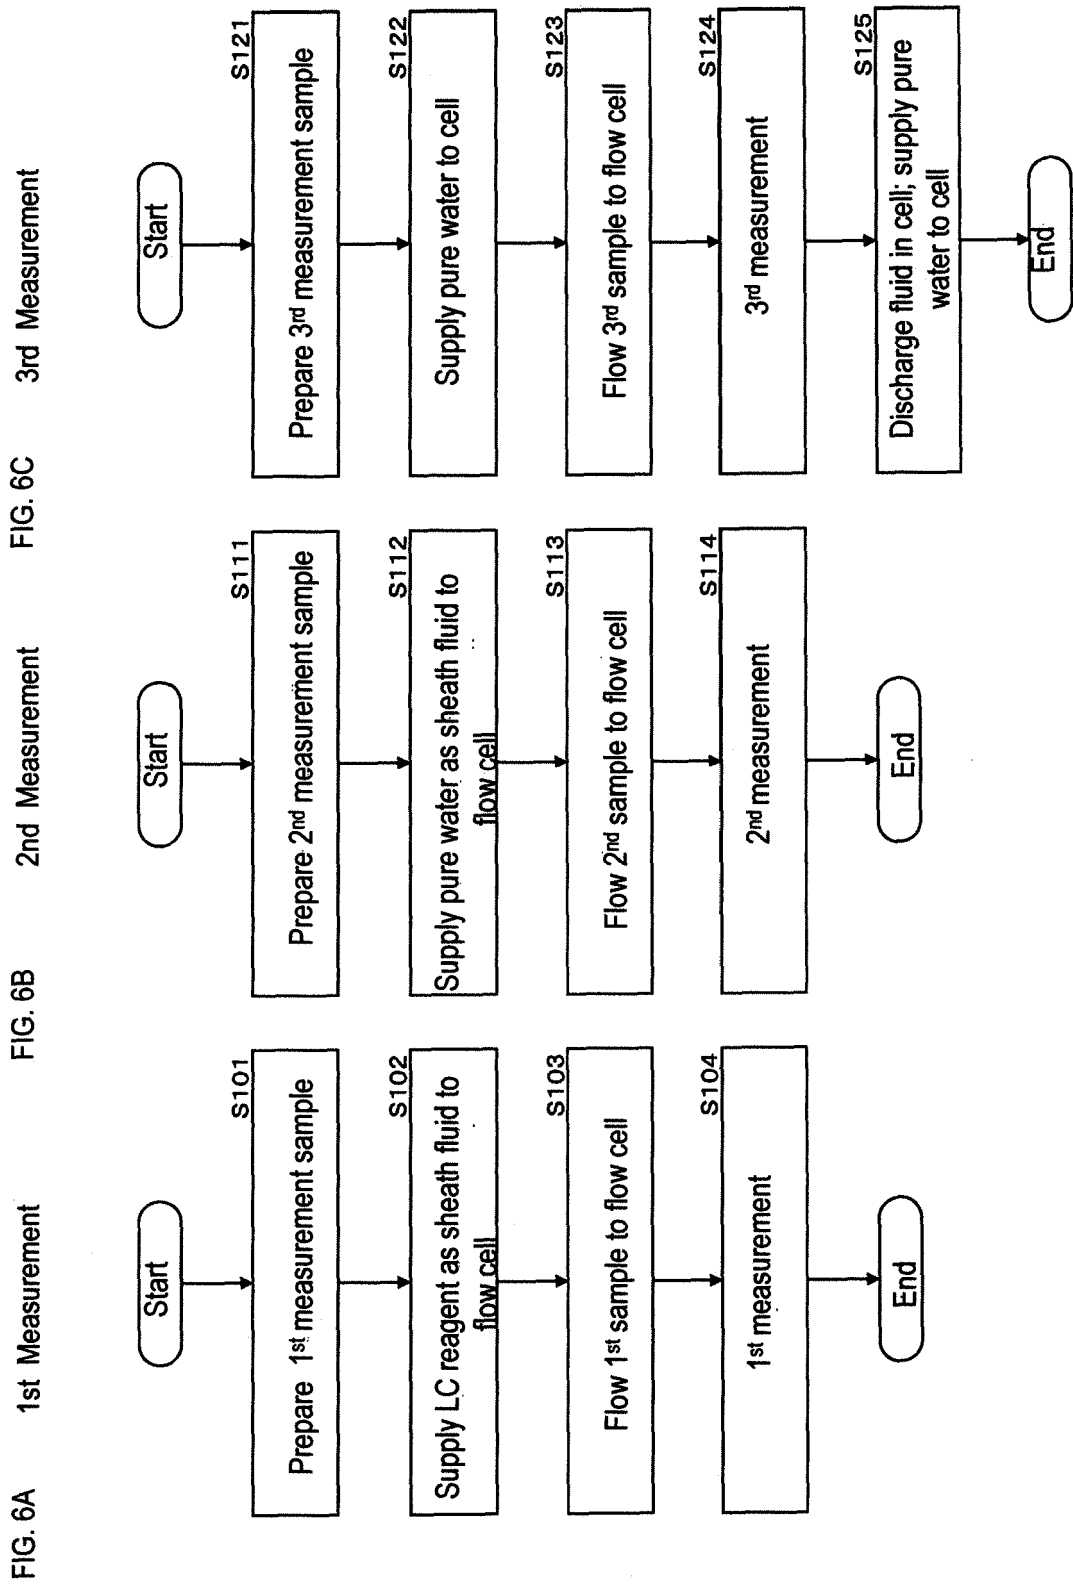 FIG. 6A
1st Measurement
Start
S101
Prepare 1st measurement sample
S102
Supply LC reagent as sheath fluid to
flow cell
S103
Flow 1st sample to flow cell
S104
1st measurement
End
FIG. 6B
2nd Measurement
Start
S111
Prepare 2nd measurement sample
S112
Supply pure water as sheath fluid to
flow cell
S113
Flow 2nd sample to flow cell
S114
2nd measurement
End
FIG. 6C
3rd Measurement
Start
S121
Prepare 3rd measurement sample
S122
Supply pure water to cell
S123
Flow 3rd sample to flow cell
S124
3rd measurement
S125
Discharge fluid in cell; supply pure
water to cell
End